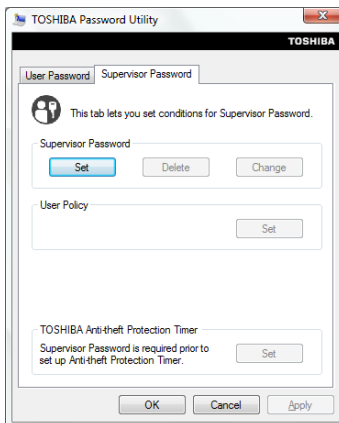 TOSHIBA Password Utility
TOSHIBA
User Password Supervisor Password
This tab lets you set conditions for Supervisor Password.
Supervisor Password
Set Delete Change
User Policy
Set
TOSHIBA Anti-theft Protection Timer
Supervisor Password is required prior to
set up Anti-theft Protection Timer.
Set
OK Cancel Apply